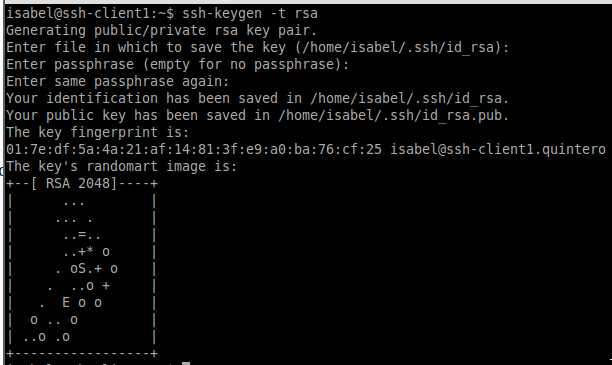 isabel@ssh-client1:~$ ssh-keygen -t rsa
Generating public/private rsa key pair.
Enter file in which to save the key (/home/isabel/.ssh/id_rsa):
Enter passphrase (empty for no passphrase):
Enter same passphrase again:
Your identification has been saved in /home/isabel/.ssh/id_rsa.
Your public key has been saved in /home/isabel/.ssh/id_rsa.pub.
The key fingerprint is:
01:7e:df:5a:4a:21:af:14:81:3f:e9:a0:ba:76:cf:25 isabel@ssh-client1.quintero
The key's randomart image is:
+--[ RSA 2048]----+
|      ...        |
|     ... .       |
|      ..=..      |
|      ..+* o     |
|     . oS.+ o    |
|    .  ..o +     |
|   .  E o o      |
|  o .. o         |
| ..o .o          |
+-----------------+